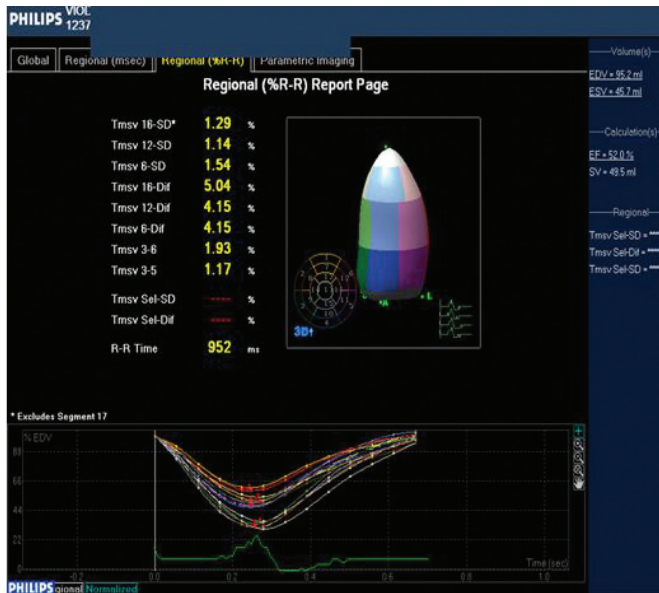 PHILIPS VIOL
1237
Global Regional (msec) Regional (%R-R) Parametric Imaging
Regional (%R-R) Report Page
Tmsv 16-SD* 1.29 %
Tmsv 12-SD 1.14 %
Tmsv 6-SD 1.54 %
Tmsv 16-Dif 5.04 %
Tmsv 12-Dif 4.15 %
Tmsv 6-Dif 4.15 %
Tmsv 3-6 1.93 %
Tmsv 3-5 1.17 %
Tmsv Sel-SD ---- %
Tmsv Sel-Dif ---- %
R-R Time 952 ms
A L
3D↑
Volume(s)
EDV = 95.2 ml
ESV = 45.7 ml
Calculation(s)
EF = 52.0 %
SV = 49.5 ml
Regional
Tmsv Sel-SD = ****
Tmsv Sel-Dif = ****
Tmsv Sel-SD = ****
* Excludes Segment 17
% EDV
88
66
44
22
0
-0.2 0.0 0.2 0.4 0.6 0.8 1.0
Time (sec)
PHILIPS gional Normalized